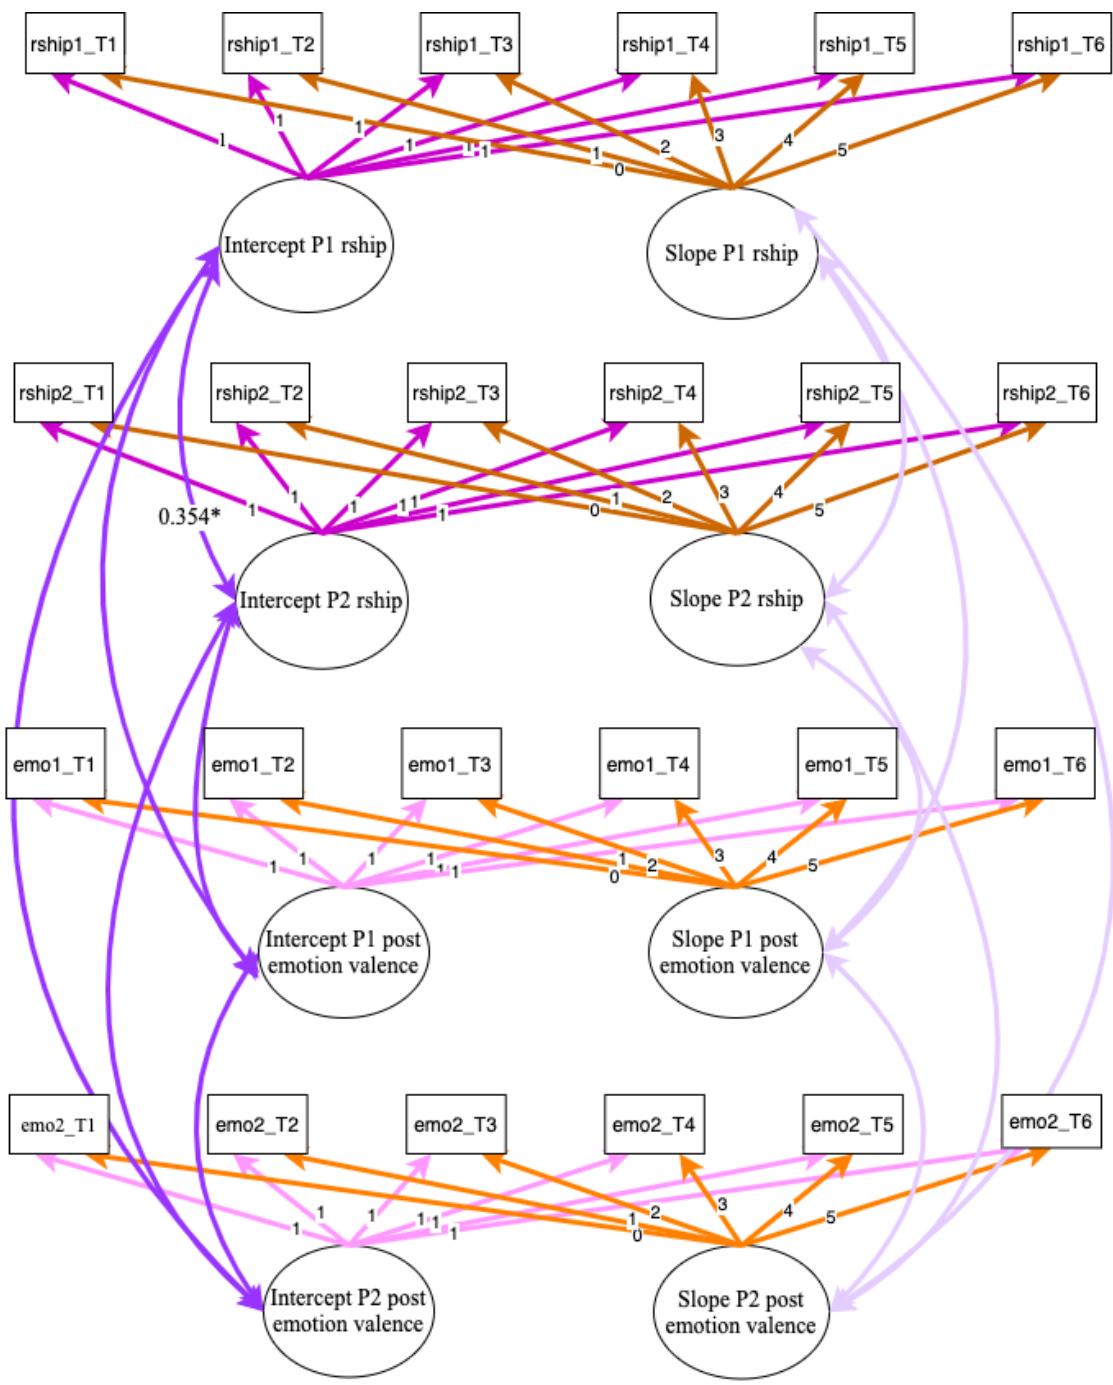 rship1_T1 rship1_T2 rship1_T3 rship1_T4 rship1_T5 rship1_T6
1 1 1 1 1 1 0 1 2 3 4 5
Intercept P1 rship
Slope P1 rship
rship2_T1 rship2_T2 rship2_T3 rship2_T4 rship2_T5 rship2_T6
1 1 1 1 1 1 0 1 2 3 4 5
0.354*
Intercept P2 rship
Slope P2 rship
emo1_T1 emo1_T2 emo1_T3 emo1_T4 emo1_T5 emo1_T6
1 1 1 1 1 1 0 1 2 3 4 5
Intercept P1 post
emotion valence
Slope P1 post
emotion valence
emo2_T1 emo2_T2 emo2_T3 emo2_T4 emo2_T5 emo2_T6
1 1 1 1 1 1 0 1 2 3 4 5
Intercept P2 post
emotion valence
Slope P2 post
emotion valence